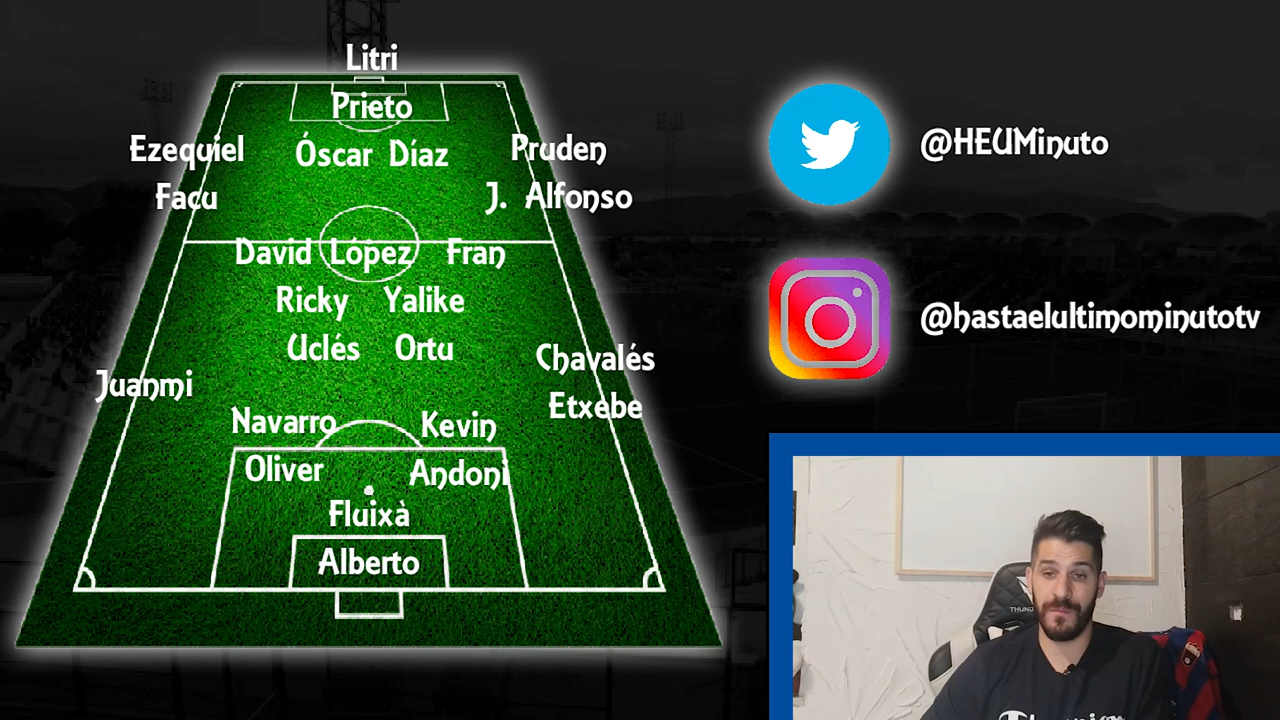 Litri
Prieto
Ezequiel
Óscar Díaz
Pruden
Facu
J. Alfonso
David López
Fran
Ricky
Yalike
Uclés
Ortu
Chavalés
Juanmi
Etxebe
Navarro
Kevin
Oliver
Andoni
Fluixà
Alberto
@HEUMinuto
@hastaelultimominutotv
THUND